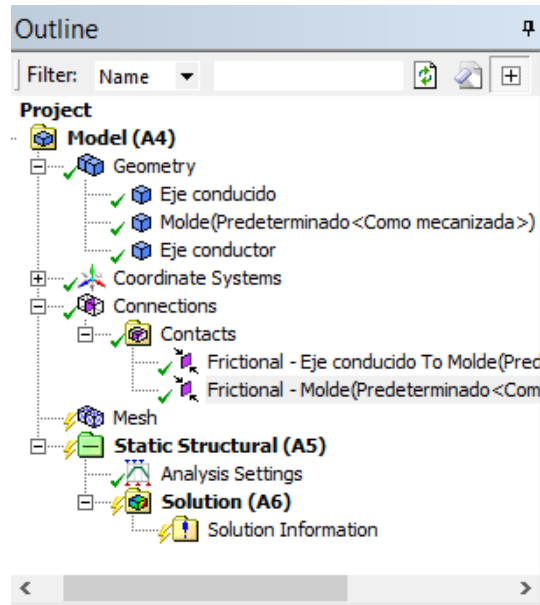 Outline
Filter: Name
Project
Model (A4)
Geometry
Eje conducido
Molde(Predeterminado<Como mecanizada>)
Eje conductor
Coordinate Systems
Connections
Contacts
Frictional - Eje conducido To Molde(Pred
Frictional - Molde(Predeterminado<Com
Mesh
Static Structural (A5)
Analysis Settings
Solution (A6)
Solution Information